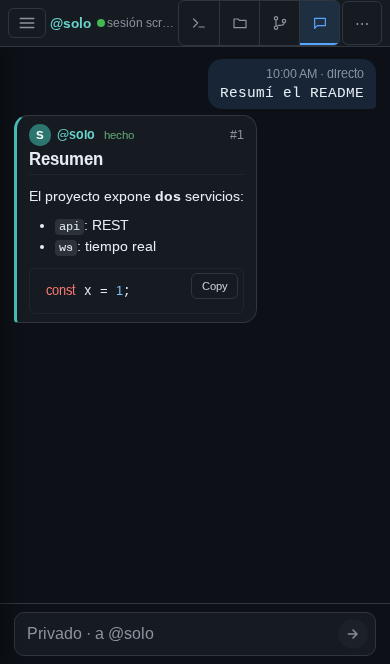 @solo sesión scr…
10:00 AM · directo
Resumí el README
S @solo hecho #1
Resumen
El proyecto expone dos servicios:
• api: REST
• ws: tiempo real
const x = 1;
Copy
Privado · a @solo